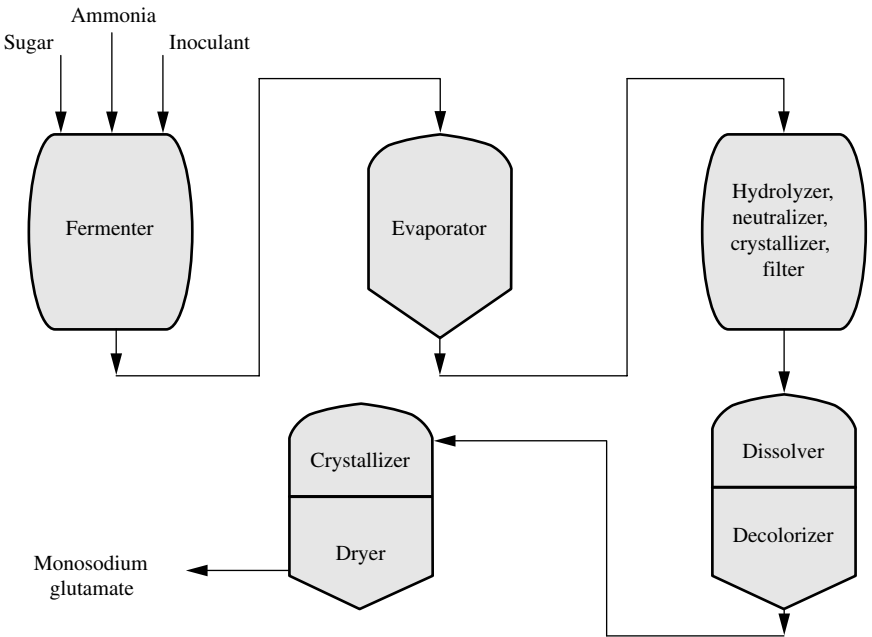 Ammonia
Sugar
Inoculant
Fermenter
Evaporator
Hydrolyzer,
neutralizer,
crystallizer,
filter
Dissolver
Decolorizer
Crystallizer
Dryer
Monosodium
glutamate